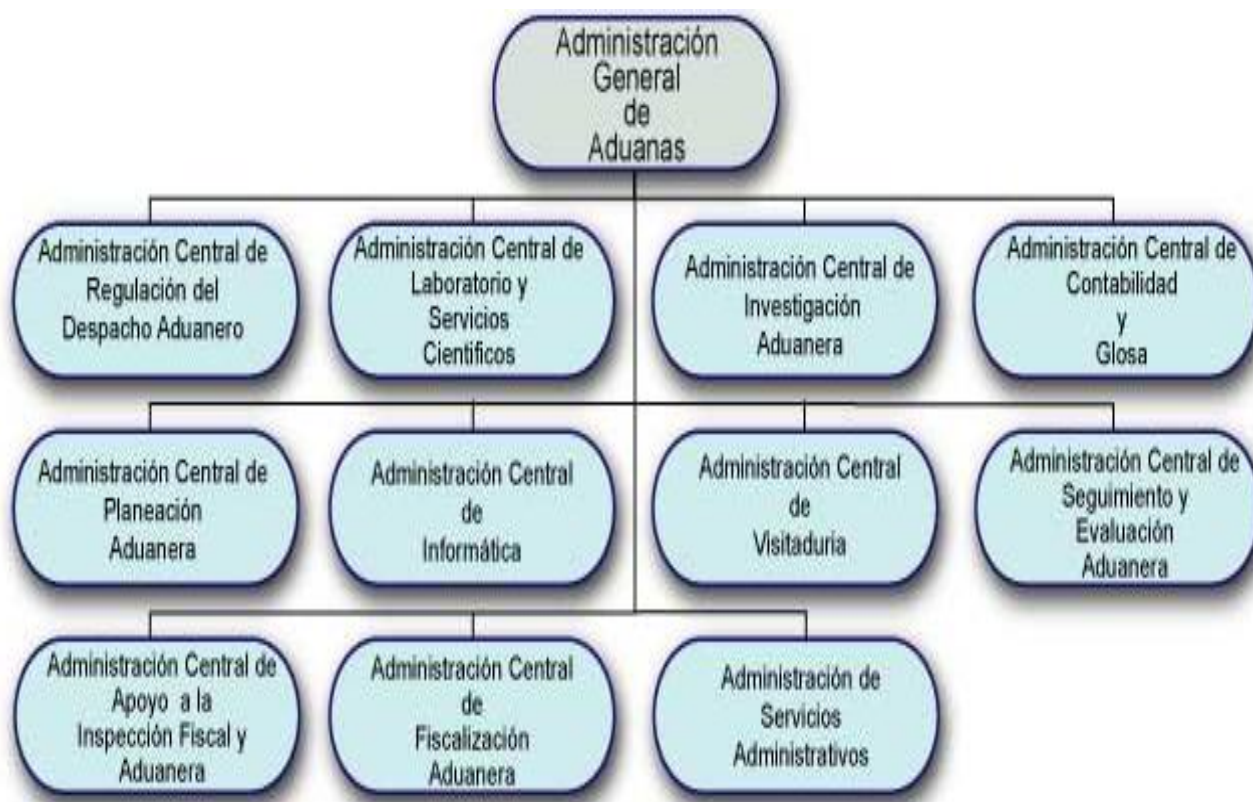 Administración
General
de
Aduanas
Administración Central de
Regulación del
Despacho Aduanero
Administración Central de
Laboratorio y
Servicios
Cientificos
Administración Central de
Investigación
Aduanera
Administración Central de
Contabilidad
y
Glosa
Administración Central de
Planeación
Aduanera
Administración Central
de
Informática
Administración Central
de
Visitaduria
Administración Central de
Seguimiento y
Evaluación
Aduanera
Administración Central de
Apoyo a la
Inspección Fiscal y
Aduanera
Administración Central
de
Fiscalización
Aduanera
Administración de
Servicios
Administrativos